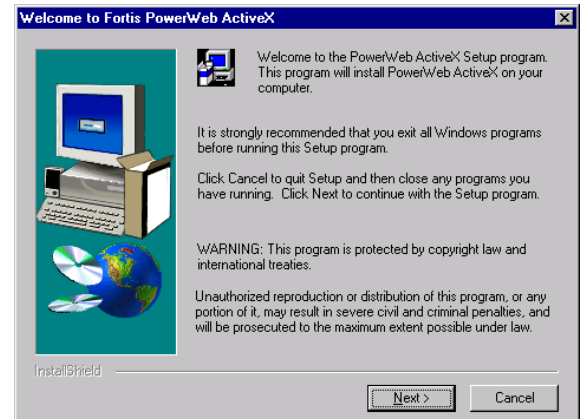 Welcome to Fortis PowerWeb ActiveX
Welcome to the PowerWeb ActiveX Setup program.
This program will install PowerWeb ActiveX on your
computer.
It is strongly recommended that you exit all Windows programs
before running this Setup program.
Click Cancel to quit Setup and then close any programs you
have running. Click Next to continue with the Setup program.
WARNING: This program is protected by copyright law and
international treaties.
Unauthorized reproduction or distribution of this program, or any
portion of it, may result in severe civil and criminal penalties, and
will be prosecuted to the maximum extent possible under law.
InstallShield
Next >
Cancel